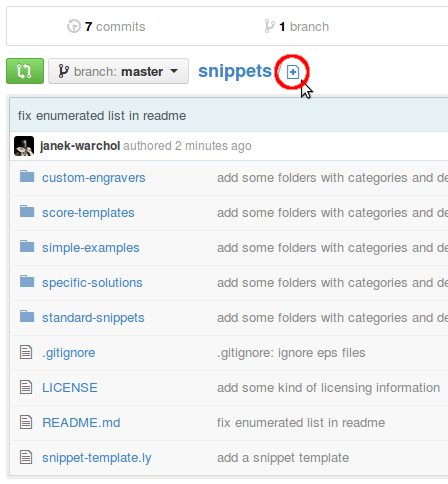 7 commits 1 branch
branch: master snippets
fix enumerated list in readme
janek-warchol authored 2 minutes ago
custom-engravers add some folders with categories and de
score-templates add some folders with categories and de
simple-examples add some folders with categories and de
specific-solutions add some folders with categories and de
standard-snippets add some folders with categories and de
.gitignore .gitignore: ignore eps files
LICENSE add some kind of licensing information
README.md fix enumerated list in readme
snippet-template.ly add a snippet template